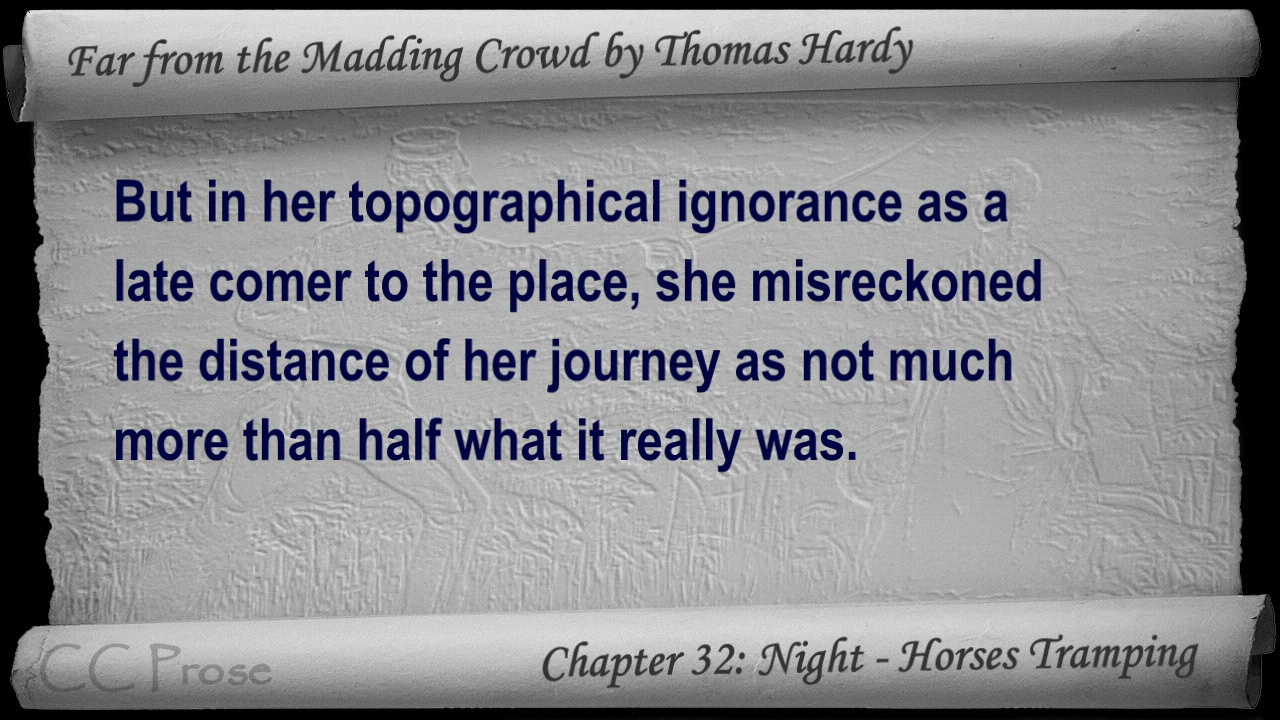 Far from the Madding Crowd by Thomas Hardy
But in her topographical ignorance as a
late comer to the place, she misreckoned
the distance of her journey as not much
more than half what it really was.
CC Prose
Chapter 32: Night - Horses Tramping